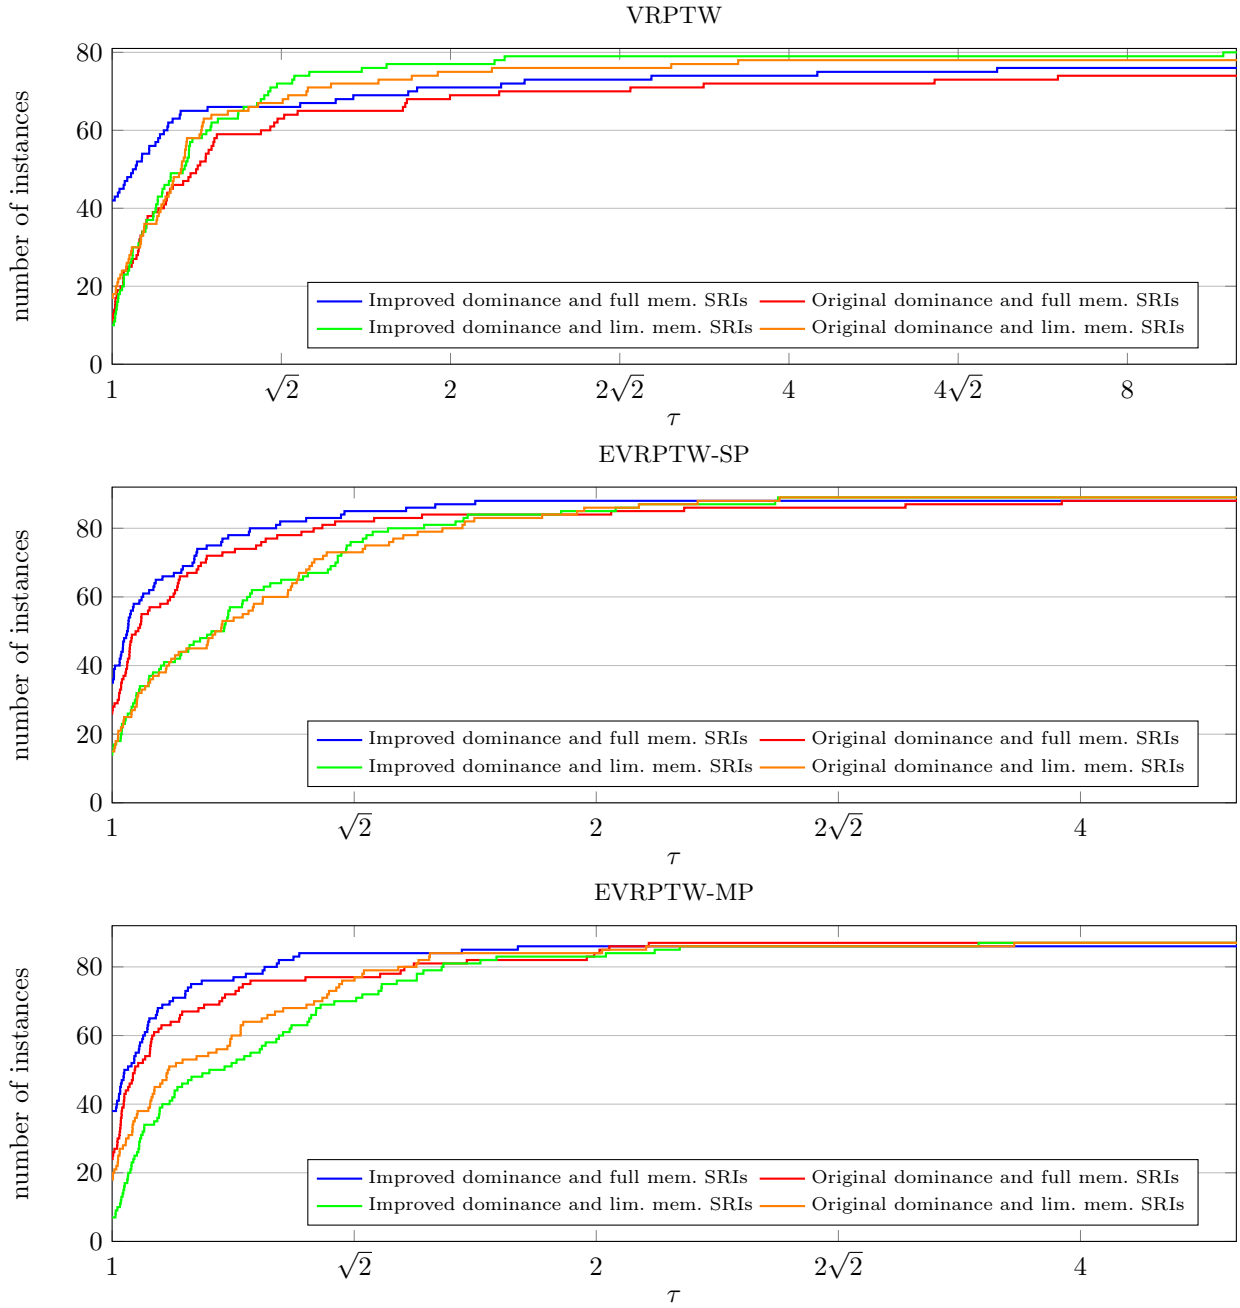 VRPTW
80
60
40
20
0
number of instances
Improved dominance and full mem. SRIs
Original dominance and full mem. SRIs
Improved dominance and lim. mem. SRIs
Original dominance and lim. mem. SRIs
1 √2 2 2√2 4 4√2 8
τ
EVRPTW-SP
80
60
40
20
0
number of instances
Improved dominance and full mem. SRIs
Original dominance and full mem. SRIs
Improved dominance and lim. mem. SRIs
Original dominance and lim. mem. SRIs
1 √2 2 2√2 4
τ
EVRPTW-MP
80
60
40
20
0
number of instances
Improved dominance and full mem. SRIs
Original dominance and full mem. SRIs
Improved dominance and lim. mem. SRIs
Original dominance and lim. mem. SRIs
1 √2 2 2√2 4
τ